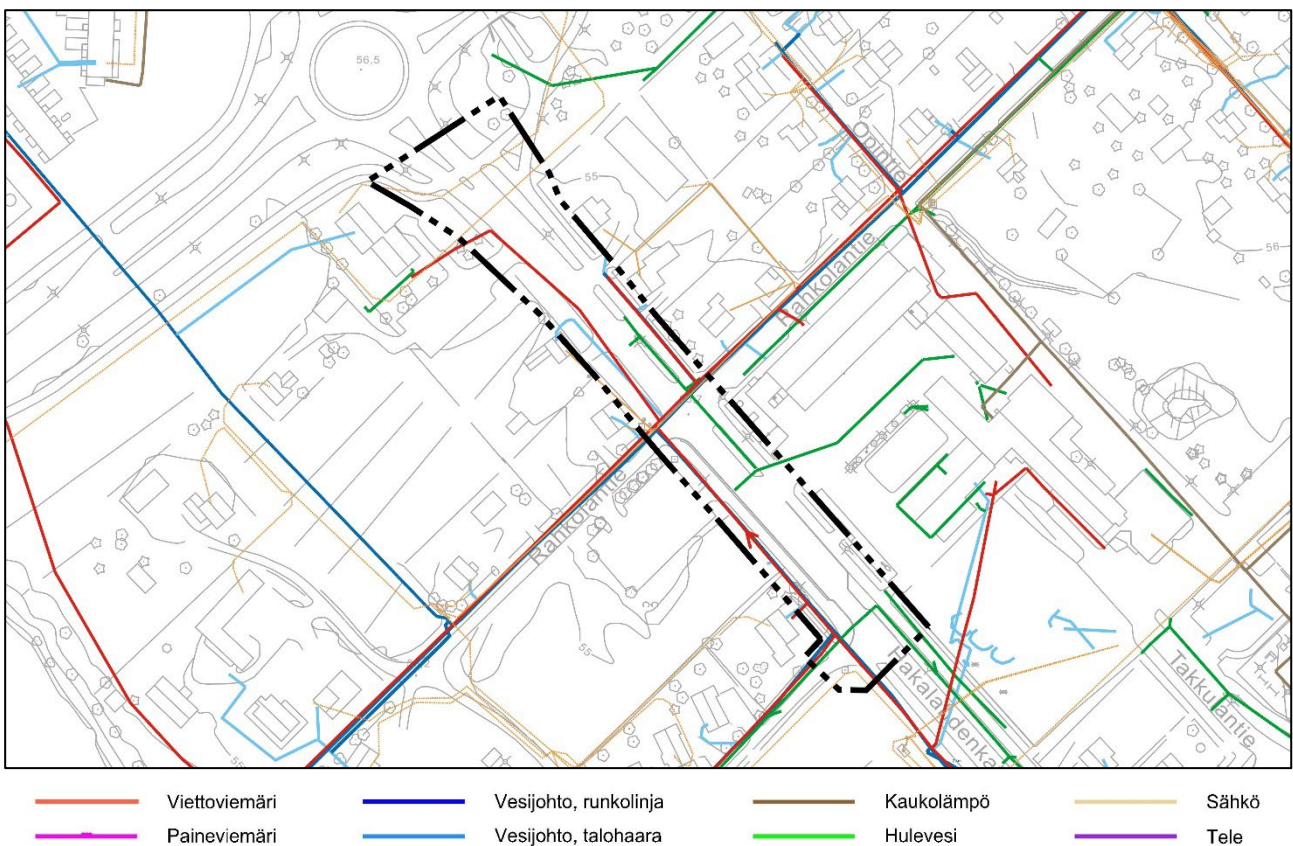 56,5
Opintie
55
Rahkolantie
56
Rahkolantie
55
55
Takkulantie
Viettoviemäri
Vesijohto, runkolinja
Kaukolämpö
Sähkö
Paineviemäri
Vesijohto, talohaara
Hulevesi
Tele